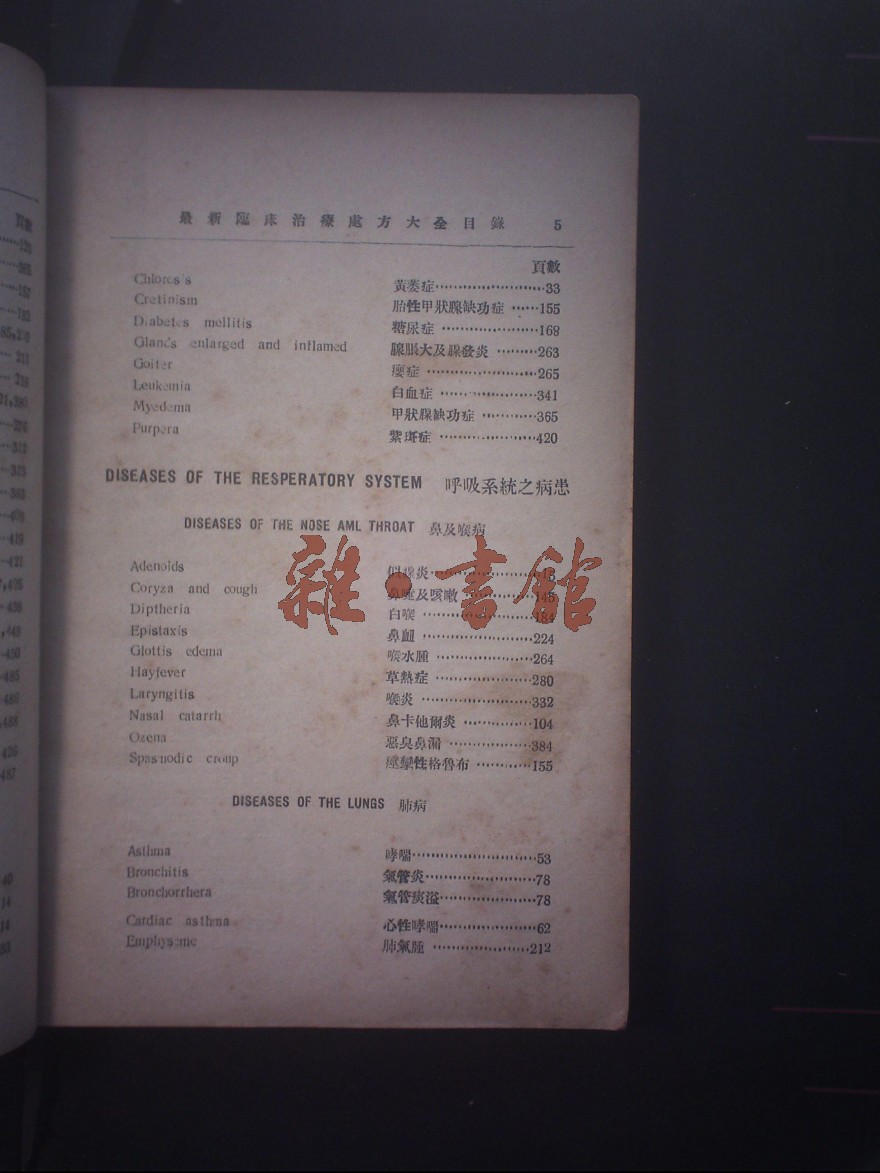 最新臨床治療處方大全目錄 5
頁數
Chloros's 黃萎症 33
Cretinism 胎性甲狀腺缺功症 155
Diabetes mellitis 糖尿症 168
Glands enlarged and inflamed 腺脹大及腺發炎 263
Goiter 癭症 265
Leukemia 白血症 341
Myedema 甲狀腺缺功症 365
Purpera 紫斑症 420
DISEASES OF THE RESPERATORY SYSTEM 呼吸系統之病患
DISEASES OF THE NOSE AML THROAT 鼻及喉病
Adenoids 炎
Coryza and cough 及咳嗽 148
Diptheria 白喉 184
Epistaxis 鼻衄 224
Glottis edema 喉水腫 264
Hayfever 草熱症 280
Laryngitis 喉炎 332
Nasal catarrh 鼻卡他爾炎 104
Ozena 惡臭鼻漏 384
Spasmodic croup 痙攣性格魯布 155
DISEASES OF THE LUNGS 肺病
Asthma 哮喘 53
Bronchitis 氣管炎 78
Bronchorrhera 氣管痰溢 78
Cardiac asthma 心性哮喘 62
Emphyseme 肺氣腫 212
雜·書館